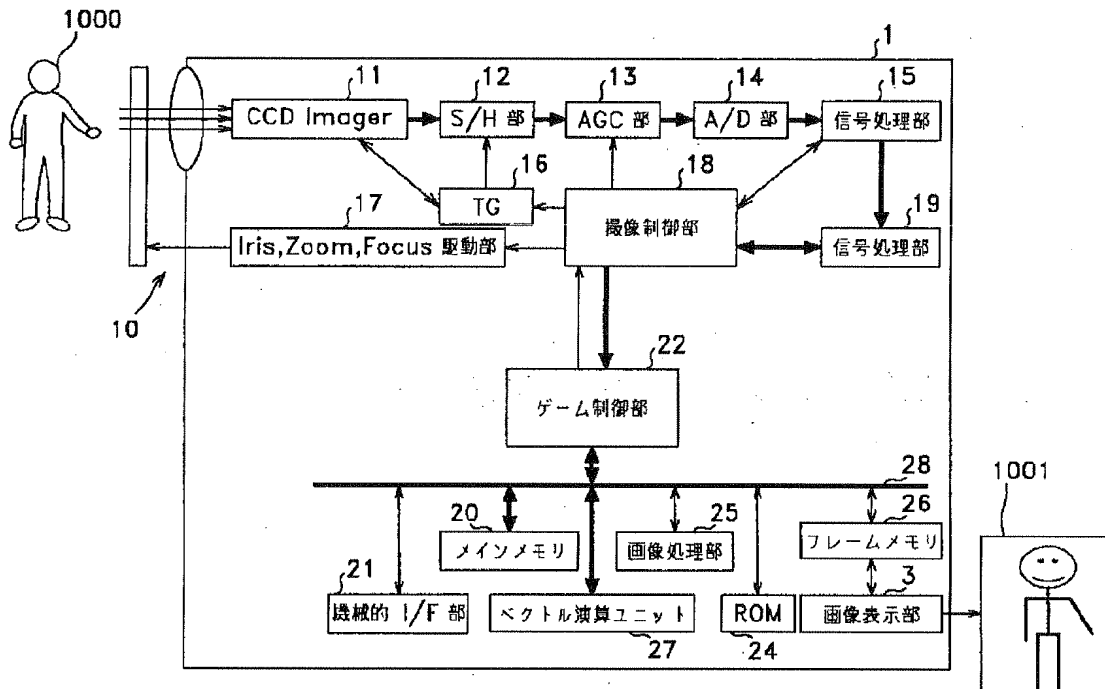 1000
1
11
12
13
14
15
CCD Imager
S/H 部
AGC 部
A/D 部
信号処理部
16
18
TG
撮像制御部
17
19
Iris,Zoom,Focus 駆動部
信号処理部
10
22
ゲーム制御部
28
1001
20
25
26
メインメモリ
画像処理部
フレームメモリ
21
3
機械的 I/F 部
ベクトル演算ユニット
ROM
画像表示部
27
24